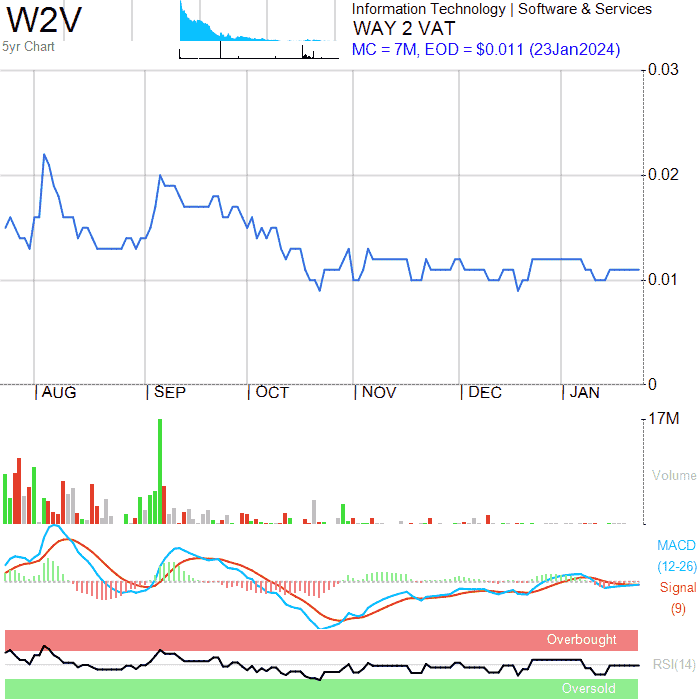 W2V
5yr Chart
Information Technology | Software & Services
WAY 2 VAT
MC = 7M, EOD = $0.011 (23Jan2024)
0.03
0.02
0.01
0
|AUG |SEP |OCT |NOV |DEC |JAN
17M
Volume
MACD
(12-26)
Signal
(9)
Overbought
RSI(14)
Oversold